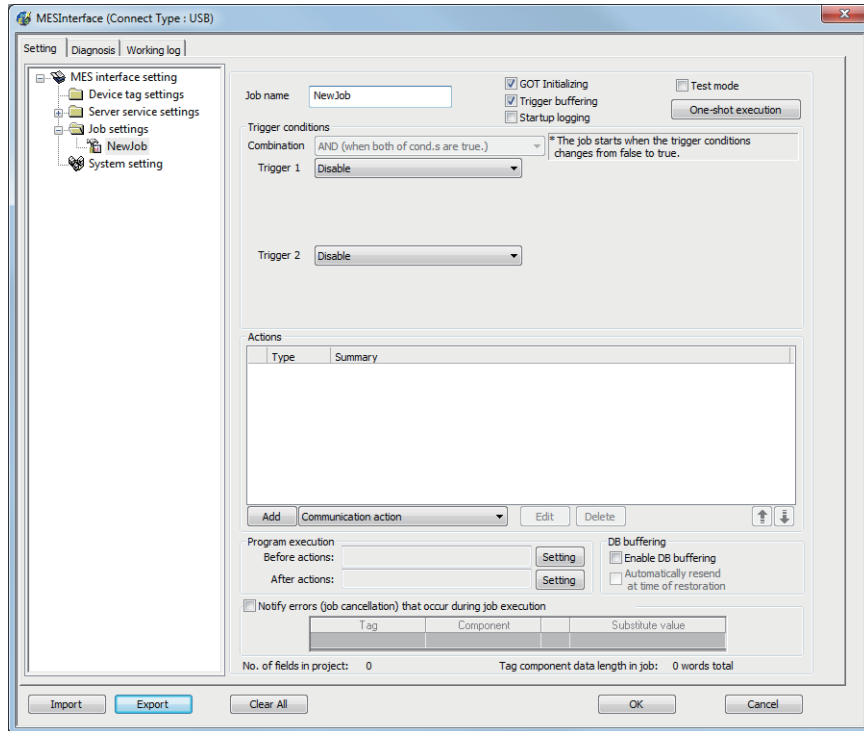 MESInterface (Connect Type : USB)
Setting Diagnosis Working log
MES interface setting
Device tag settings
Server service settings
Job settings
NewJob
System setting
Job name NewJob
GOT Initializing
Trigger buffering
Startup logging
Test mode
One-shot execution
Trigger conditions
Combination AND (when both of cond.s are true.)
* The job starts when the trigger conditions
changes from false to true.
Trigger 1 Disable
Trigger 2 Disable
Actions
Type Summary
Add Communication action Edit Delete
Program execution
Before actions: Setting
After actions: Setting
DB buffering
Enable DB buffering
Automatically resend
at time of restoration
Notify errors (job cancellation) that occur during job execution
Tag Component Substitute value
No. of fields in project: 0 Tag component data length in job: 0 words total
Import Export Clear All OK Cancel